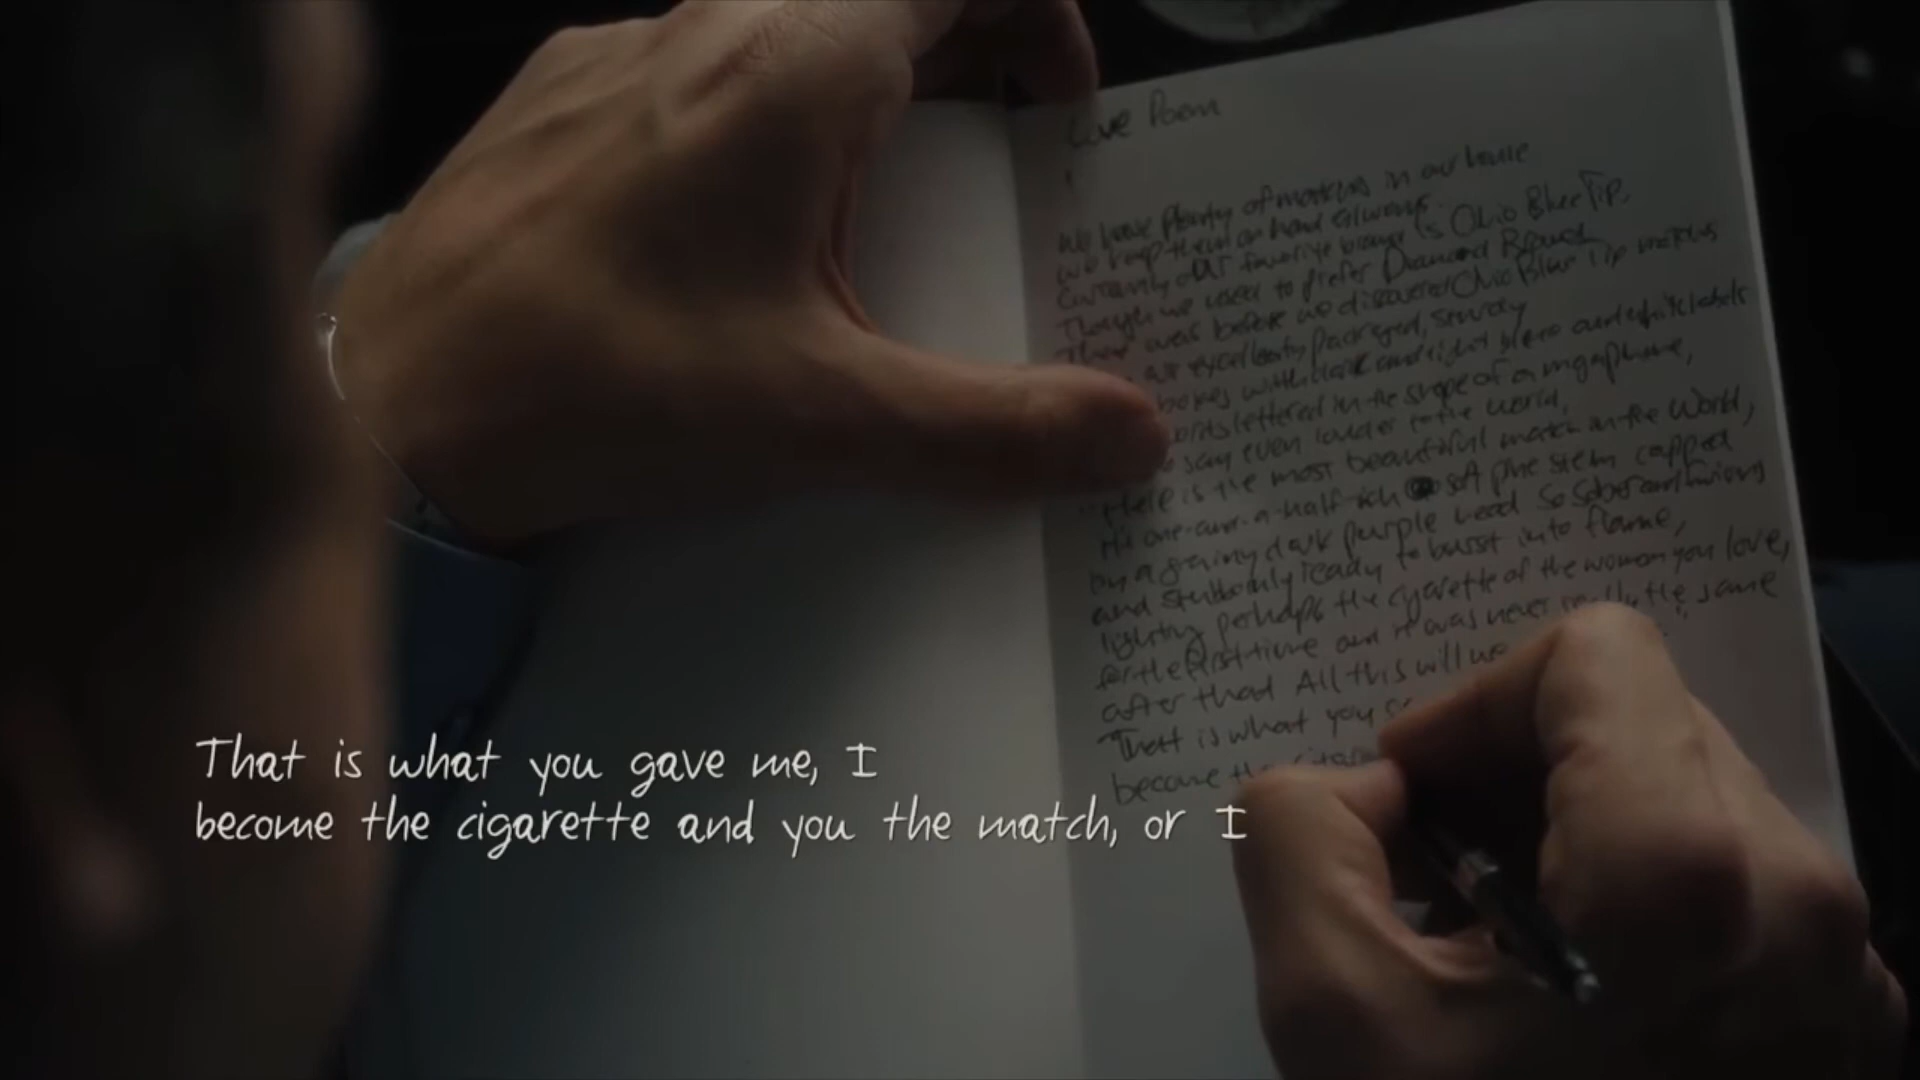 Love Poem
We have plenty of matches in our house
We keep them on hand always.
Currently our favorite brand is Ohio Blue Tip,
Though we used to prefer Diamond Brand
That was before we discovered Ohio Blue Tip matches
are excellently packaged, sturdy
boxes with dark and light blue and white labels
lettered in the shape of a megaphone,
say even louder to the world,
"Here is the most beautiful match in the World,
It one-and-a-half-inch soft pine stem capped
by a grainy dark purple head So Sober and furious
and stubbornly ready to burst into flame,
lighting perhaps the cigarette of the woman you love,
for the first time and it was never really the same
after that All this will we
That is what you
become the
That is what you gave me, I
become the cigarette and you the match, or I